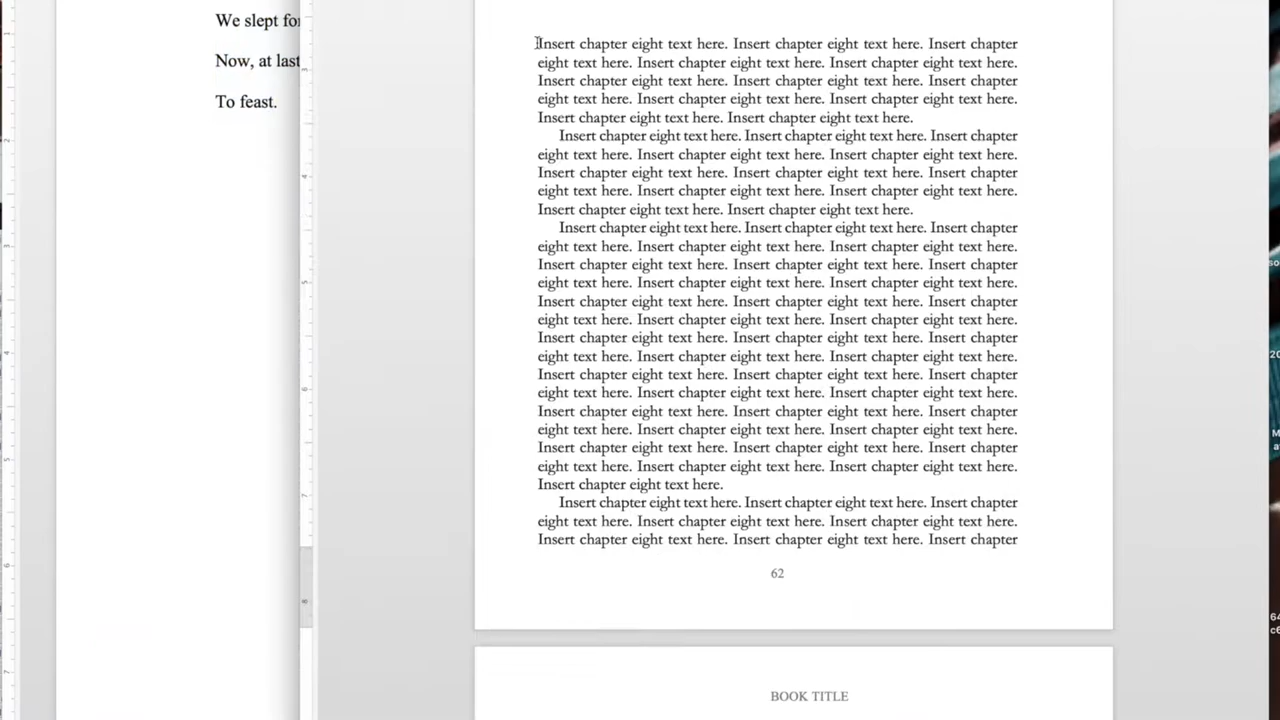 We slept for
Now, at last
To feast.
Insert chapter eight text here. Insert chapter eight text here. Insert chapter
eight text here. Insert chapter eight text here. Insert chapter eight text here.
Insert chapter eight text here. Insert chapter eight text here. Insert chapter
eight text here. Insert chapter eight text here. Insert chapter eight text here.
Insert chapter eight text here. Insert chapter eight text here.
Insert chapter eight text here. Insert chapter eight text here. Insert chapter
eight text here. Insert chapter eight text here. Insert chapter eight text here.
Insert chapter eight text here. Insert chapter eight text here. Insert chapter
eight text here. Insert chapter eight text here. Insert chapter eight text here.
Insert chapter eight text here. Insert chapter eight text here.
Insert chapter eight text here. Insert chapter eight text here. Insert chapter
eight text here. Insert chapter eight text here. Insert chapter eight text here.
Insert chapter eight text here. Insert chapter eight text here. Insert chapter
eight text here. Insert chapter eight text here. Insert chapter eight text here.
Insert chapter eight text here. Insert chapter eight text here. Insert chapter
eight text here. Insert chapter eight text here. Insert chapter eight text here.
Insert chapter eight text here. Insert chapter eight text here. Insert chapter
eight text here. Insert chapter eight text here. Insert chapter eight text here.
Insert chapter eight text here. Insert chapter eight text here. Insert chapter
eight text here. Insert chapter eight text here. Insert chapter eight text here.
Insert chapter eight text here. Insert chapter eight text here. Insert chapter
eight text here. Insert chapter eight text here. Insert chapter eight text here.
Insert chapter eight text here. Insert chapter eight text here. Insert chapter
eight text here. Insert chapter eight text here. Insert chapter eight text here.
Insert chapter eight text here.
Insert chapter eight text here. Insert chapter eight text here. Insert chapter
eight text here. Insert chapter eight text here. Insert chapter eight text here.
Insert chapter eight text here. Insert chapter eight text here. Insert chapter
62
BOOK TITLE